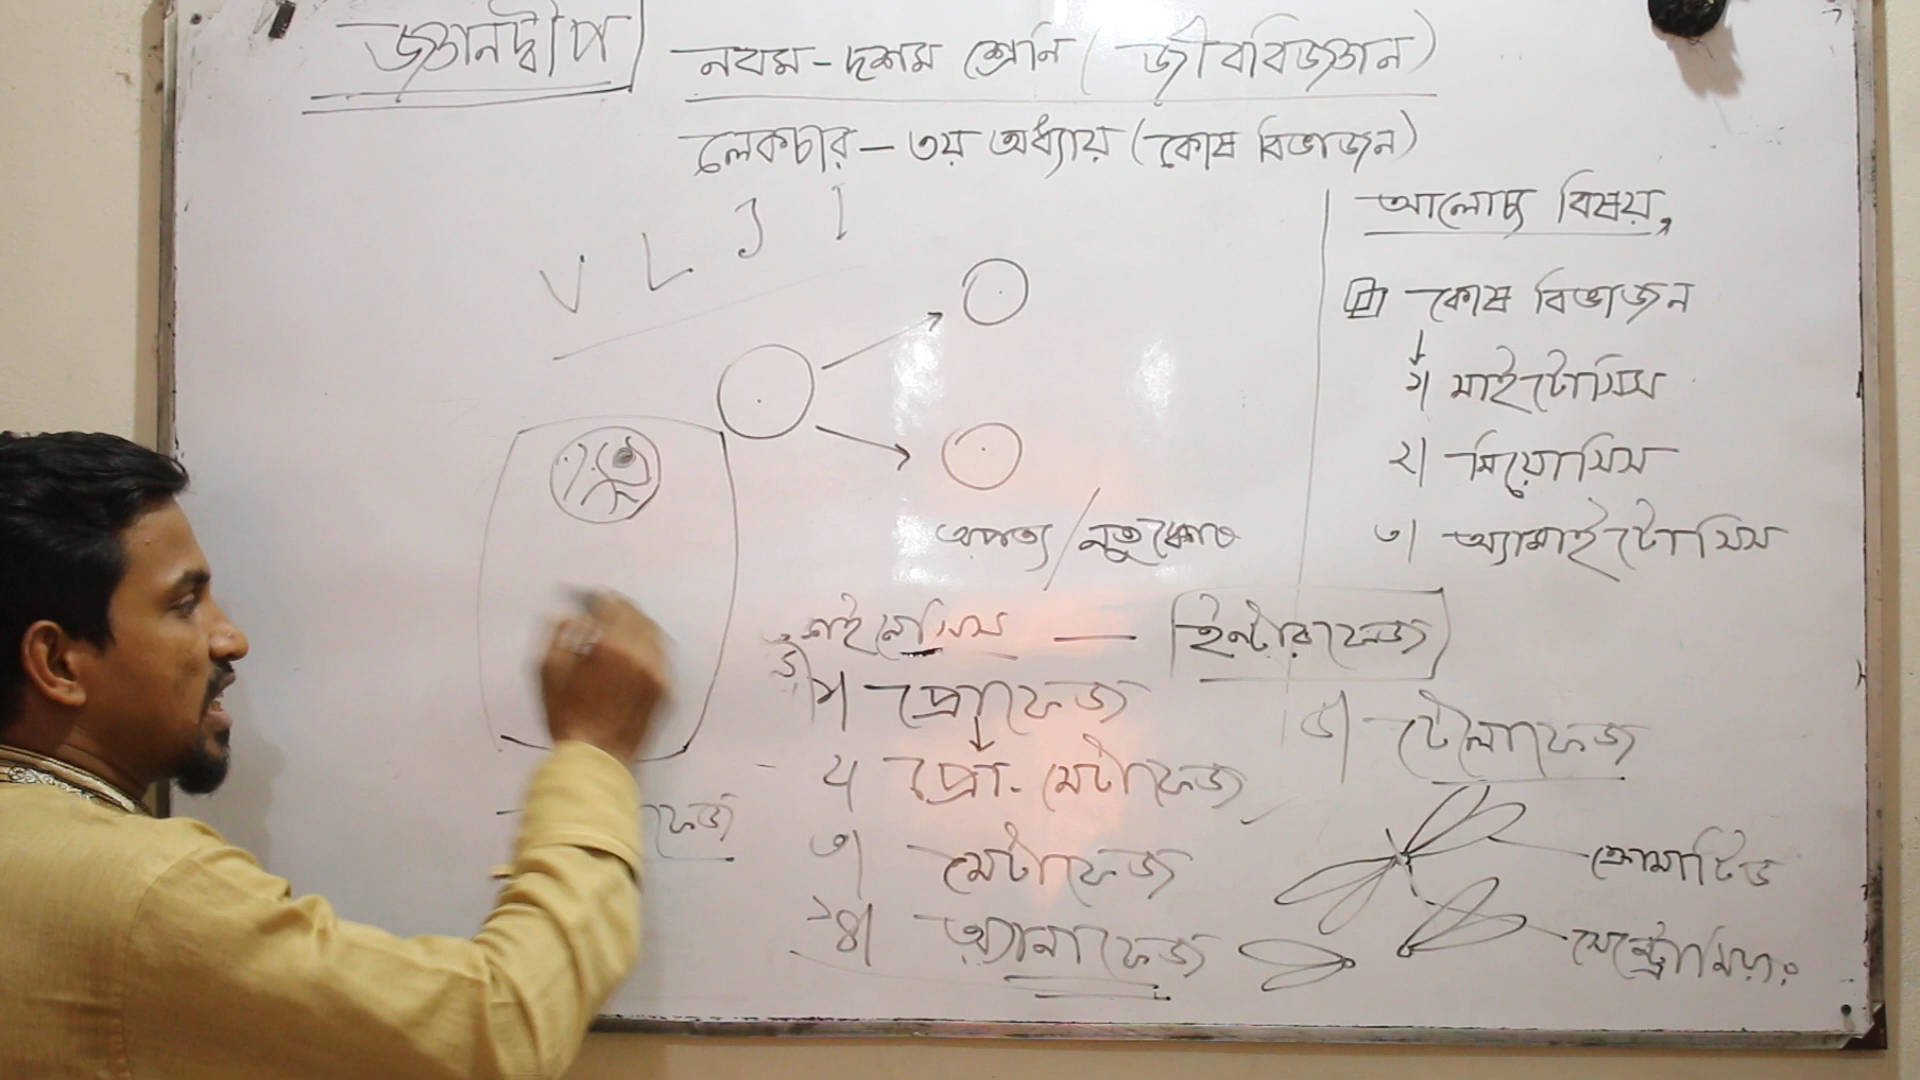 জ্ঞানদ্বীপ
নবম-দশম শ্রেনি (জীববিজ্ঞান)
লেকচার - ৩য় অধ্যায় (কোষ বিভাজন)
V L J I
আলোচ্য বিষয়,
কোষ বিভাজন
১) মাইটোসিস
২) মিয়োসিস
৩) অ্যামাইটোসিস
অপত্য/নতুন কোষ
ইন্টারফেজ
১) প্রোফেজ
২) প্রো. মেটাফেজ
৩) মেটাফেজ
৪) অ্যানাফেজ
৫) টেলোফেজ
ফেজ
ক্রোমাটিড
সেন্ট্রোমিয়ার